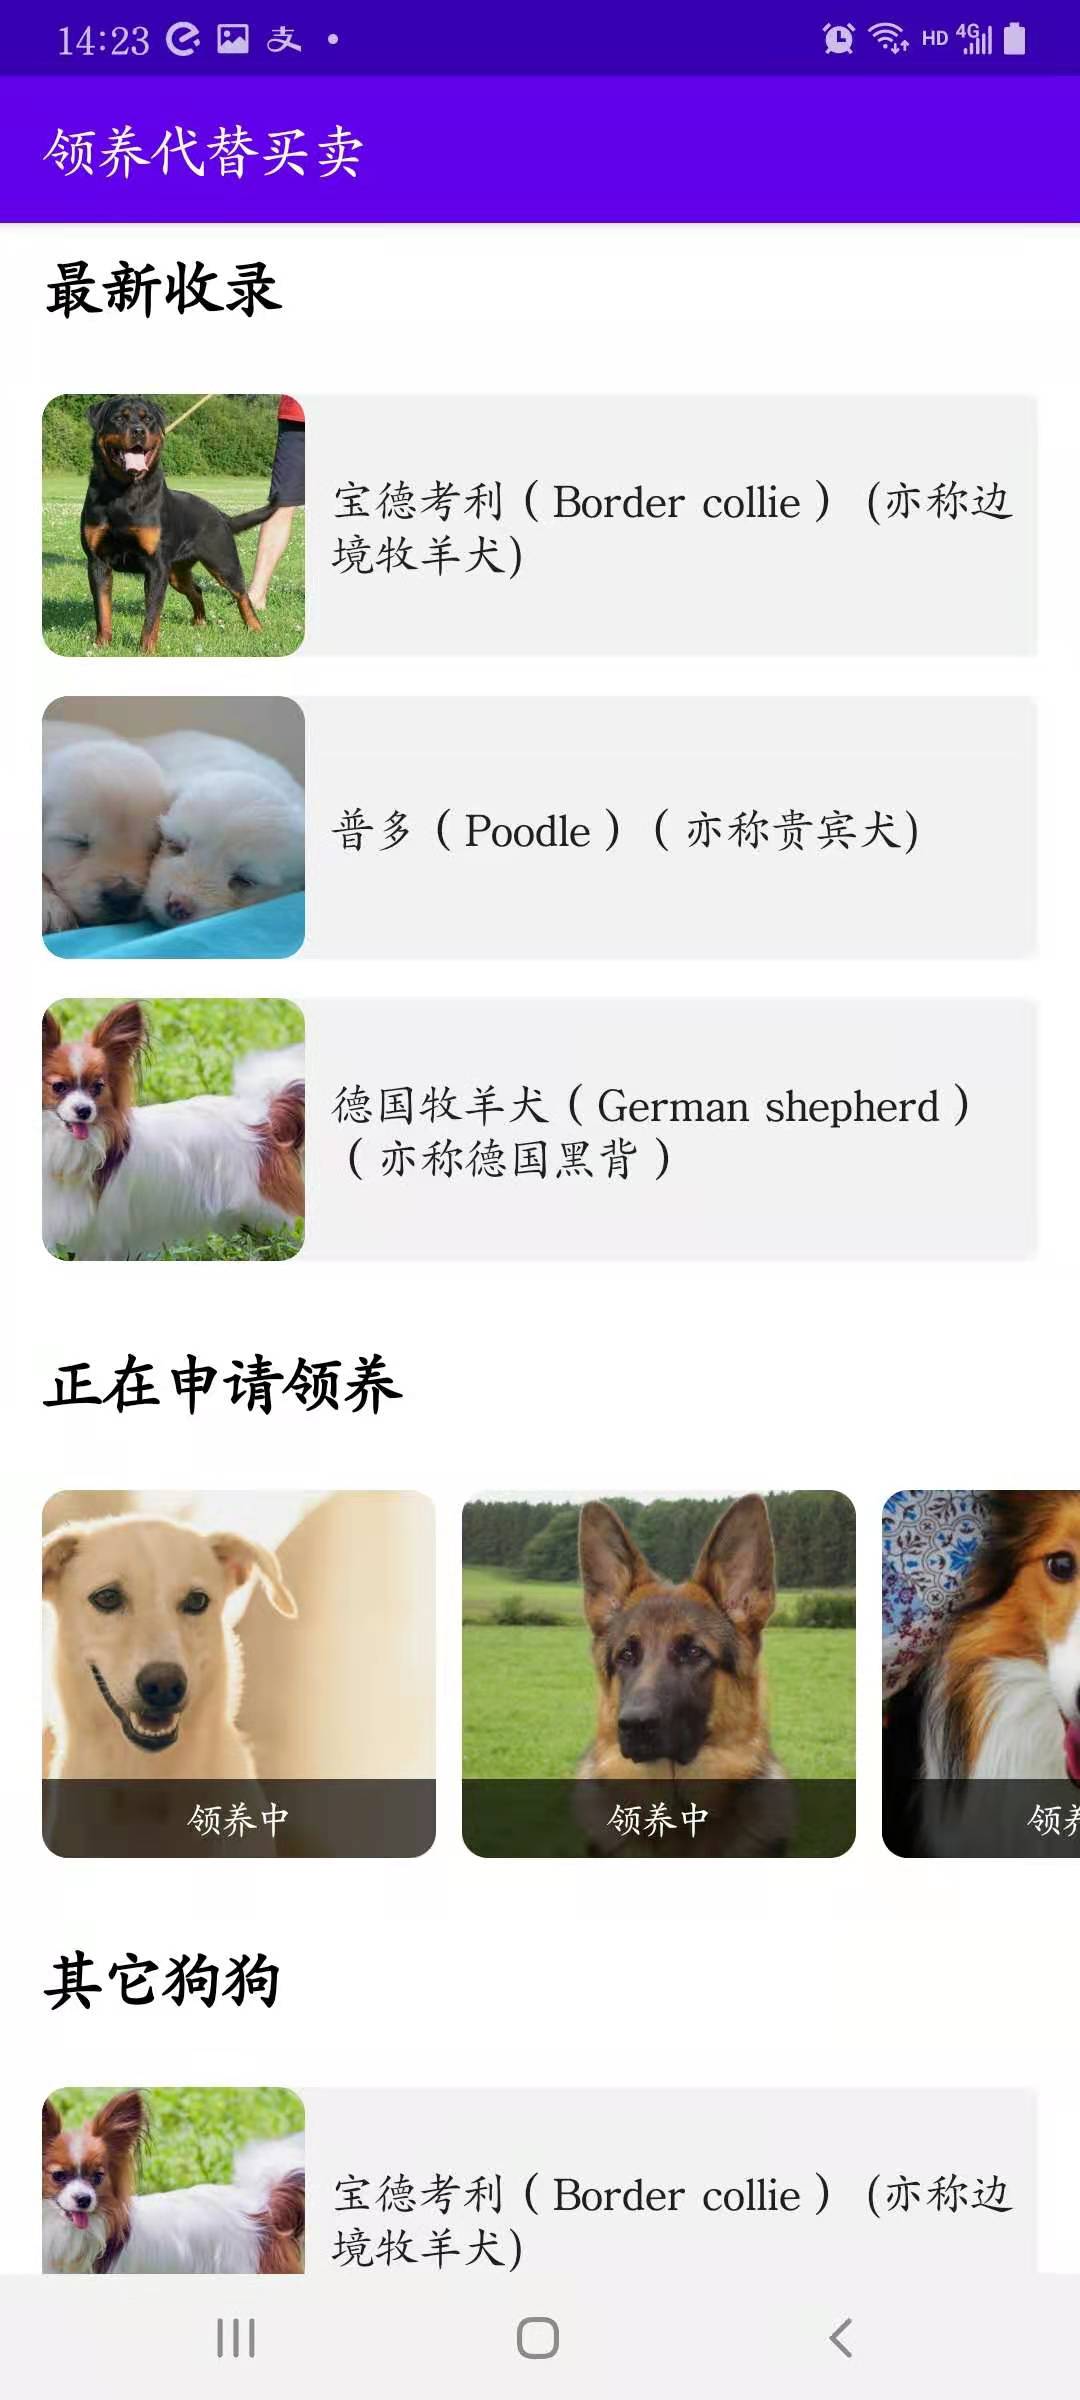 14:23
HD 4G
领养代替买卖
最新收录
宝德考利（Border collie） (亦称边
境牧羊犬)
普多（Poodle）（亦称贵宾犬)
德国牧羊犬（German shepherd）
（亦称德国黑背）
正在申请领养
领养中
领养中
领养
其它狗狗
宝德考利（Border collie） (亦称边
境牧羊犬)